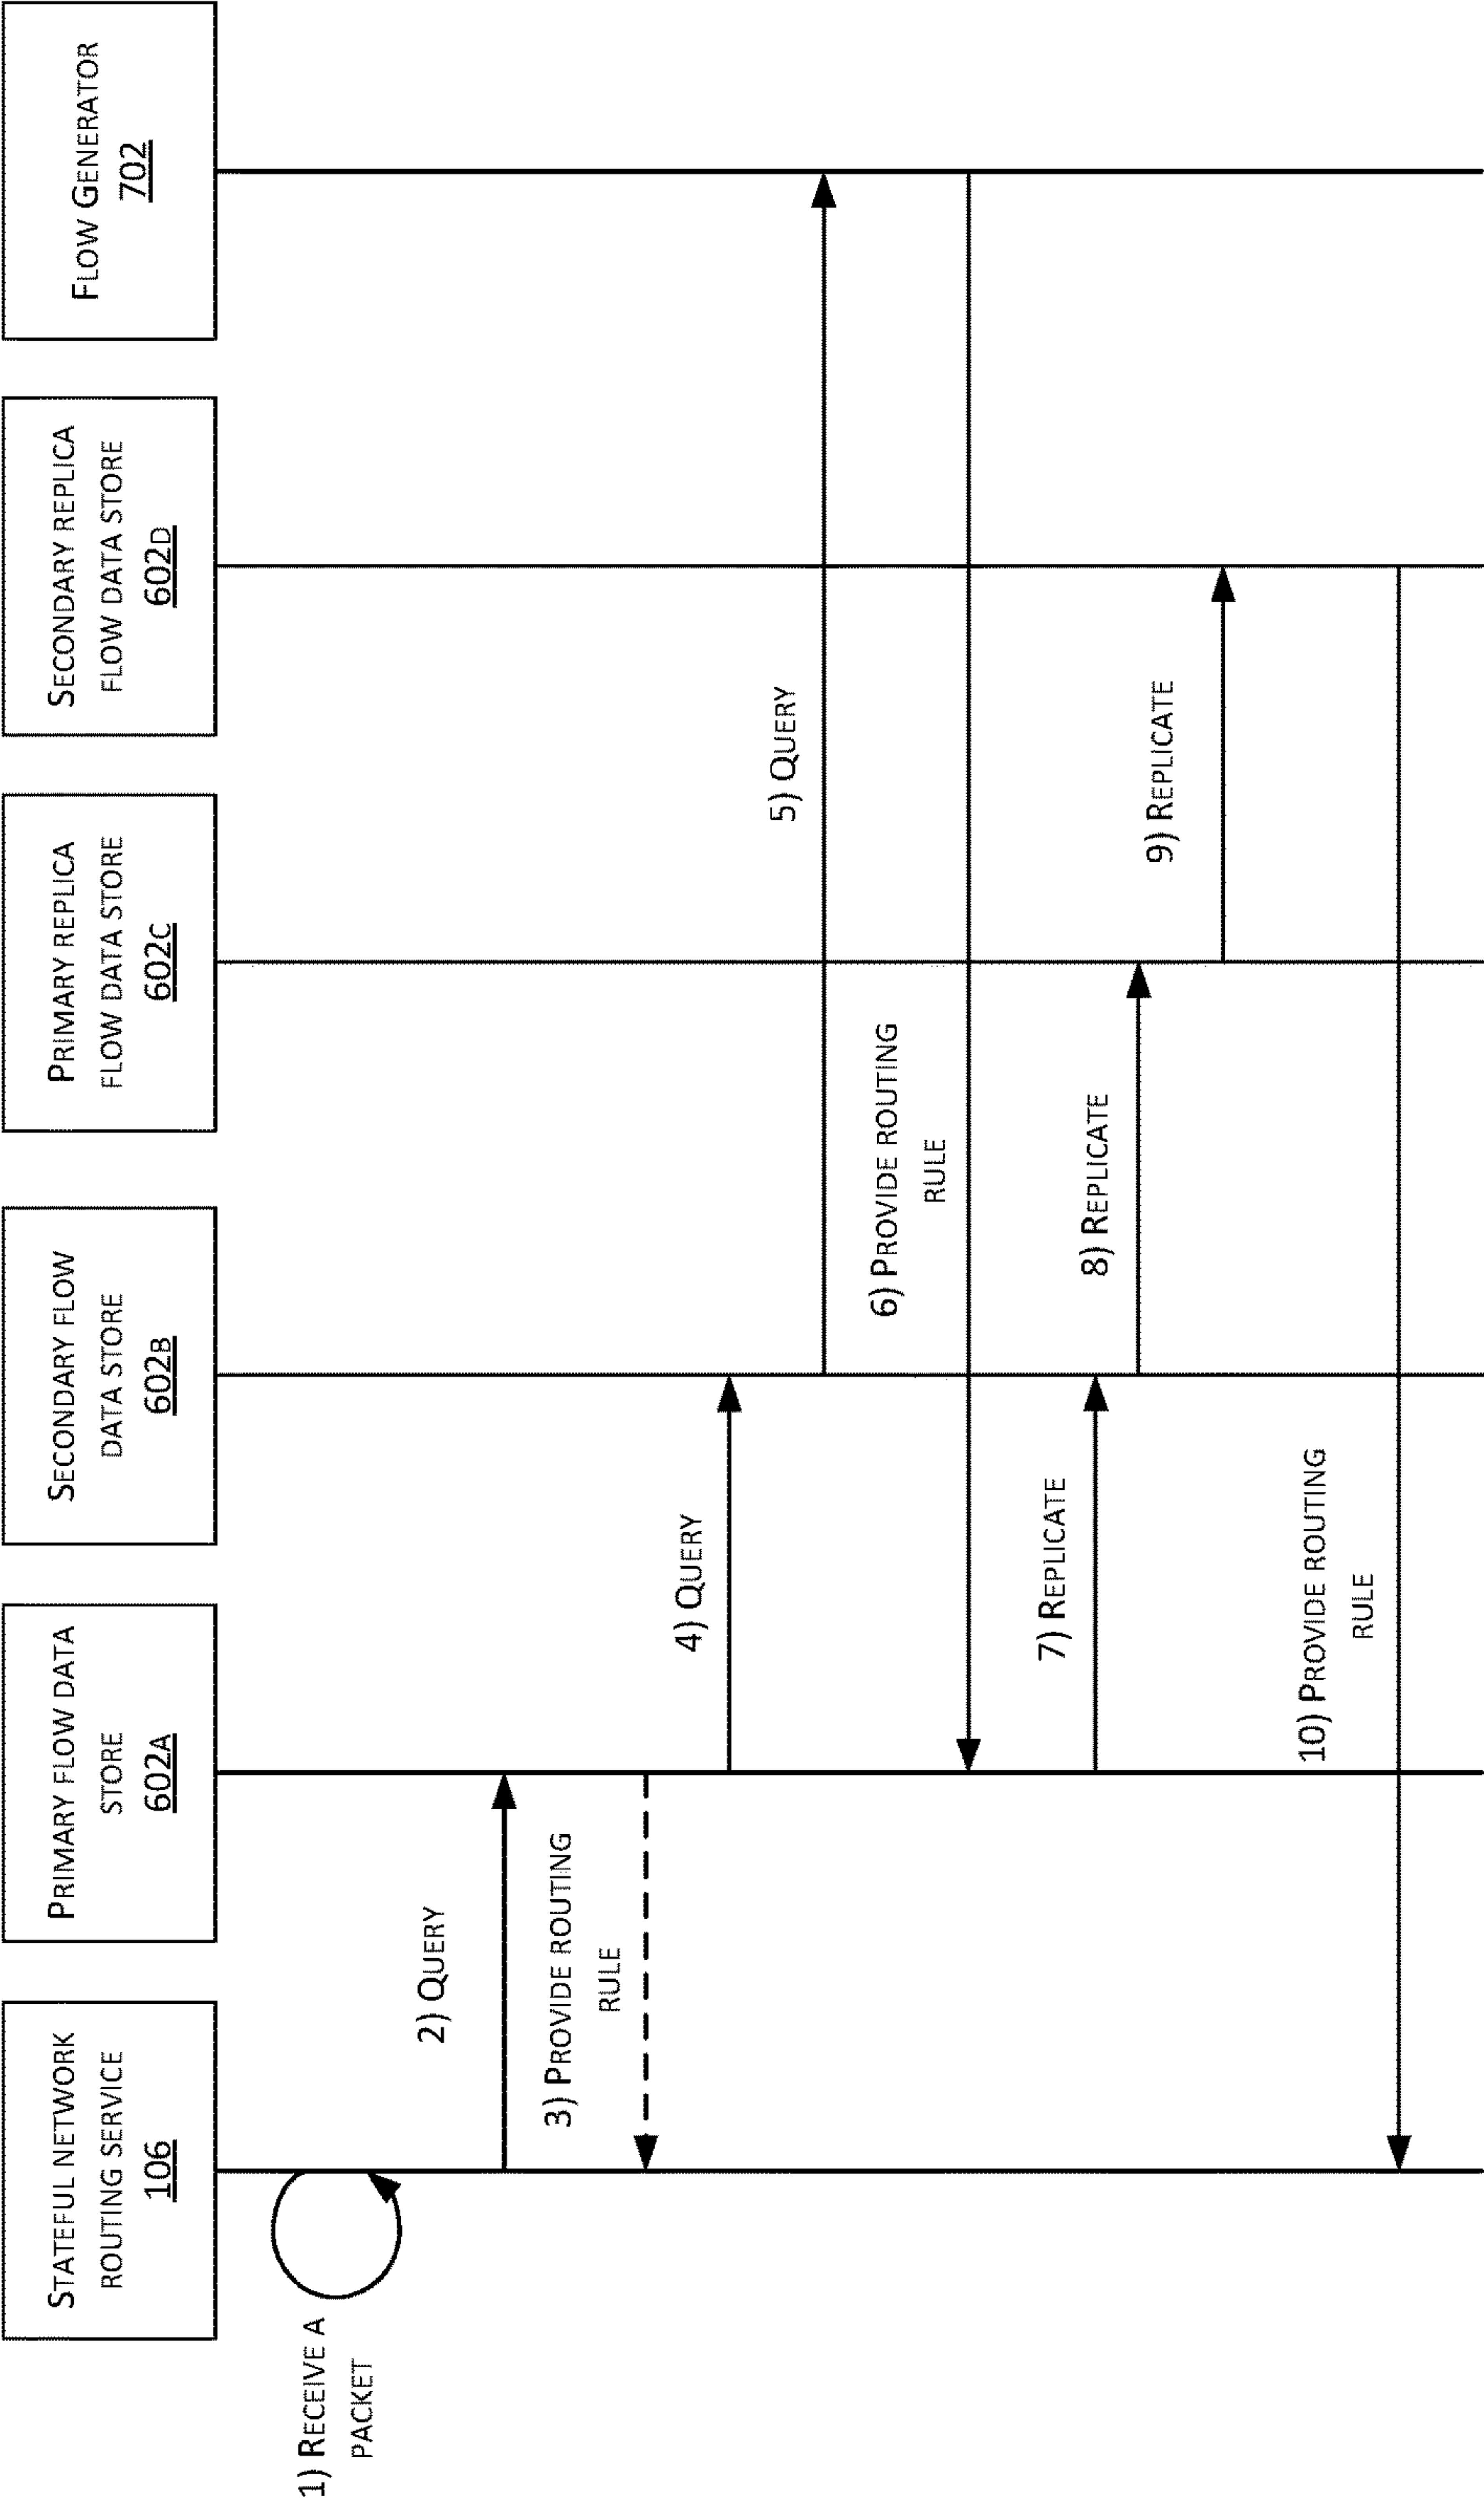 STATEFUL NETWORK
ROUTING SERVICE
106
PRIMARY FLOW DATA
STORE
602A
SECONDARY FLOW
DATA STORE
602B
PRIMARY REPLICA
FLOW DATA STORE
602C
SECONDARY REPLICA
FLOW DATA STORE
602D
FLOW GENERATOR
702
1) RECEIVE A
PACKET
2) QUERY
3) PROVIDE ROUTING
RULE
4) QUERY
5) QUERY
6) PROVIDE ROUTING
RULE
7) REPLICATE
8) REPLICATE
9) REPLICATE
10) PROVIDE ROUTING
RULE